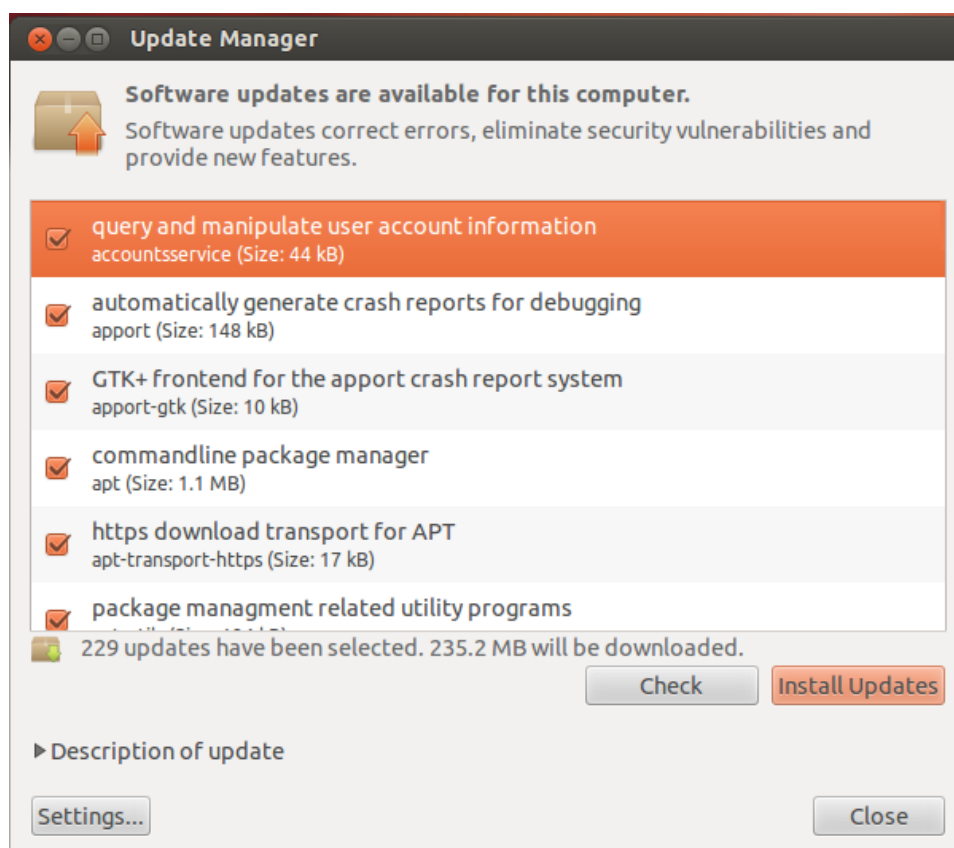 Update Manager
Software updates are available for this computer.
Software updates correct errors, eliminate security vulnerabilities and
provide new features.
query and manipulate user account information
accountsservice (Size: 44 kB)
automatically generate crash reports for debugging
apport (Size: 148 kB)
GTK+ frontend for the apport crash report system
apport-gtk (Size: 10 kB)
commandline package manager
apt (Size: 1.1 MB)
https download transport for APT
apt-transport-https (Size: 17 kB)
package managment related utility programs
229 updates have been selected. 235.2 MB will be downloaded.
Check
Install Updates
Description of update
Settings...
Close